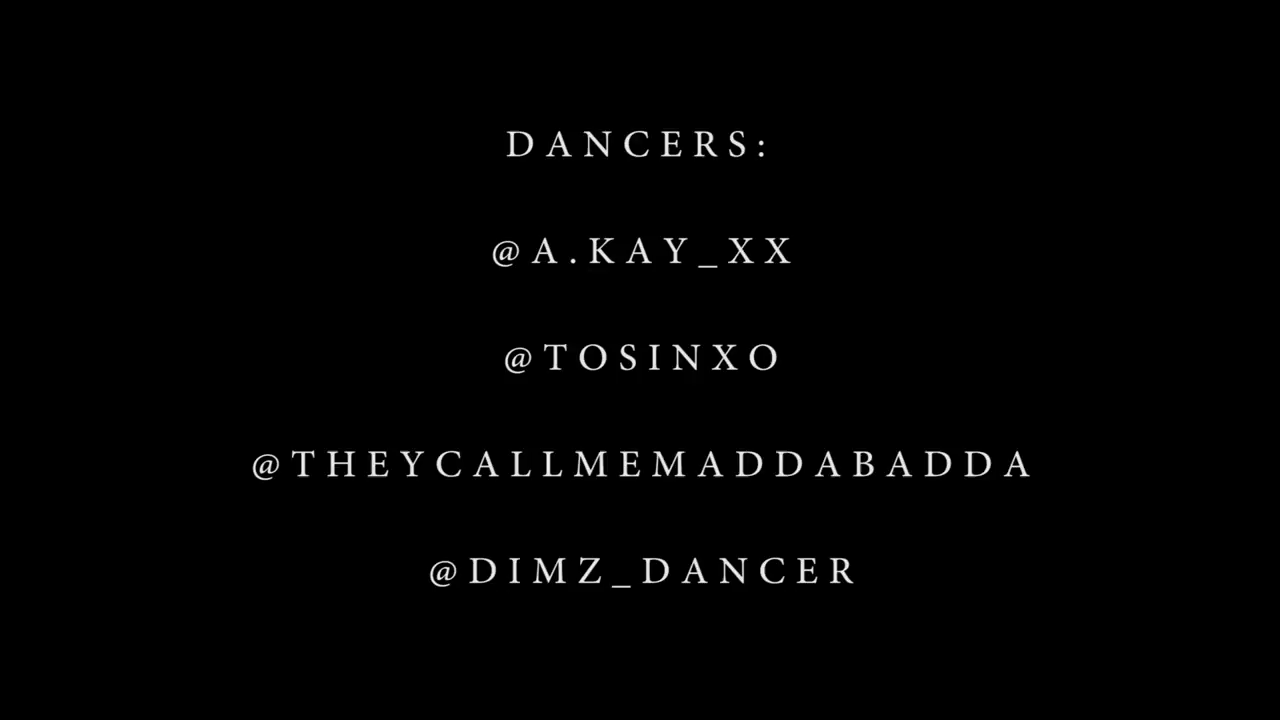 DANCERS:
@A.KAY_XX
@TOSINXO
@THEYCALLMEMADDABADDA
@DIMZ_DANCER